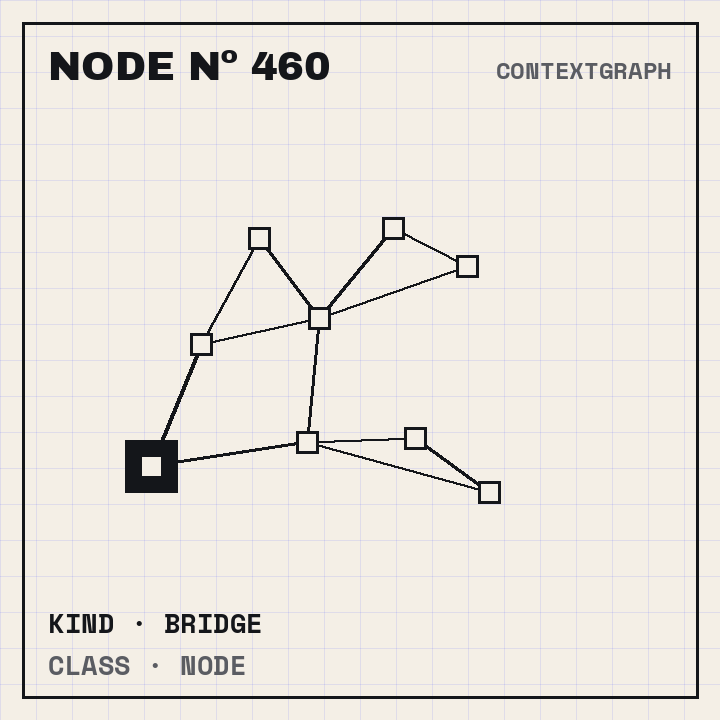 NODE Nº 460
CONTEXTGRAPH
KIND · BRIDGE
CLASS · NODE